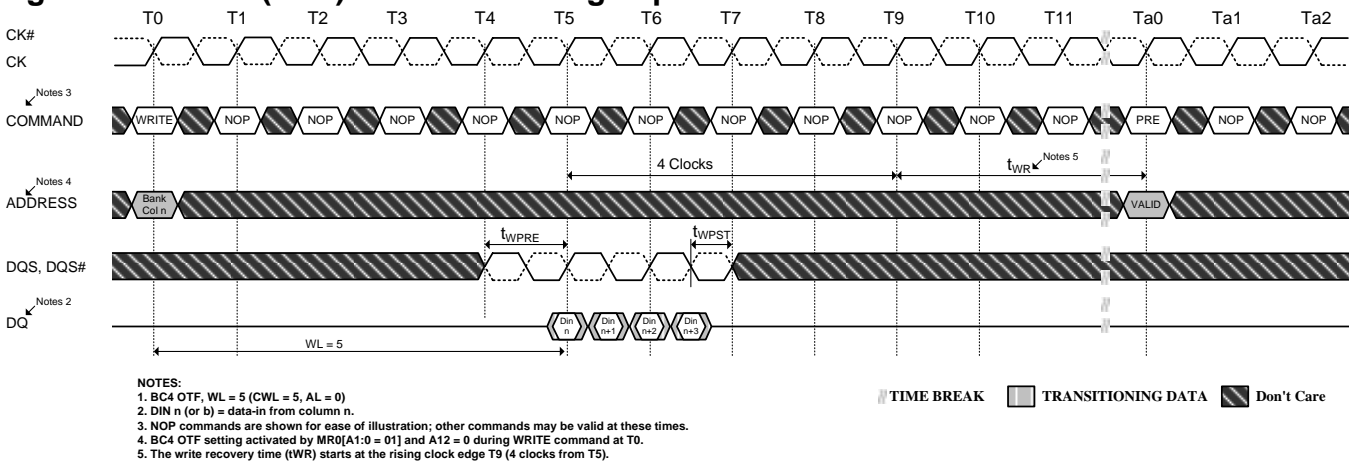 T0 T1 T2 T3 T4 T5 T6 T7 T8 T9 T10 T11 Ta0 Ta1 Ta2
CK#
CK
Notes 3
COMMAND WRITE NOP NOP NOP NOP NOP NOP NOP NOP NOP NOP NOP PRE NOP NOP
4 Clocks tWR Notes 5
Notes 4
ADDRESS Bank Col n VALID
tWPRE tWPST
DQS, DQS#
Notes 2
DQ Din n Din n+1 Din n+2 Din n+3
WL = 5
NOTES:
1. BC4 OTF, WL = 5 (CWL = 5, AL = 0)
2. DIN n (or b) = data-in from column n.
3. NOP commands are shown for ease of illustration; other commands may be valid at these times.
4. BC4 OTF setting activated by MR0[A1:0 = 01] and A12 = 0 during WRITE command at T0.
5. The write recovery time (tWR) starts at the rising clock edge T9 (4 clocks from T5).
TIME BREAK TRANSITIONING DATA Don't Care